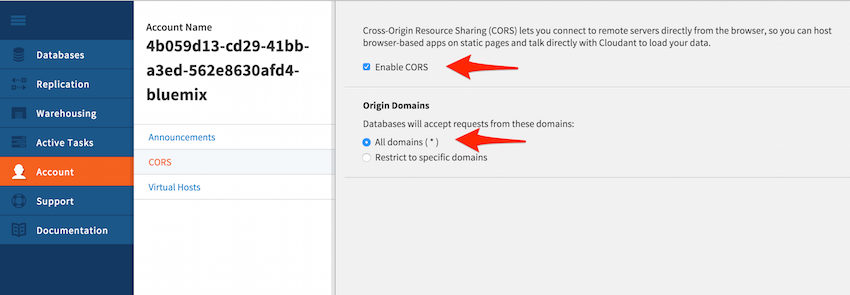 Databases
Replication
Warehousing
Active Tasks
Account
Support
Documentation
Account Name
4b059d13-cd29-41bb-
a3ed-562e8630afd4-
bluemix
Announcements
CORS
Virtual Hosts
Cross-Origin Resource Sharing (CORS) lets you connect to remote servers directly from the browser, so you can host
browser-based apps on static pages and talk directly with Cloudant to load your data.
Enable CORS
Origin Domains
Databases will accept requests from these domains:
All domains ( * )
Restrict to specific domains